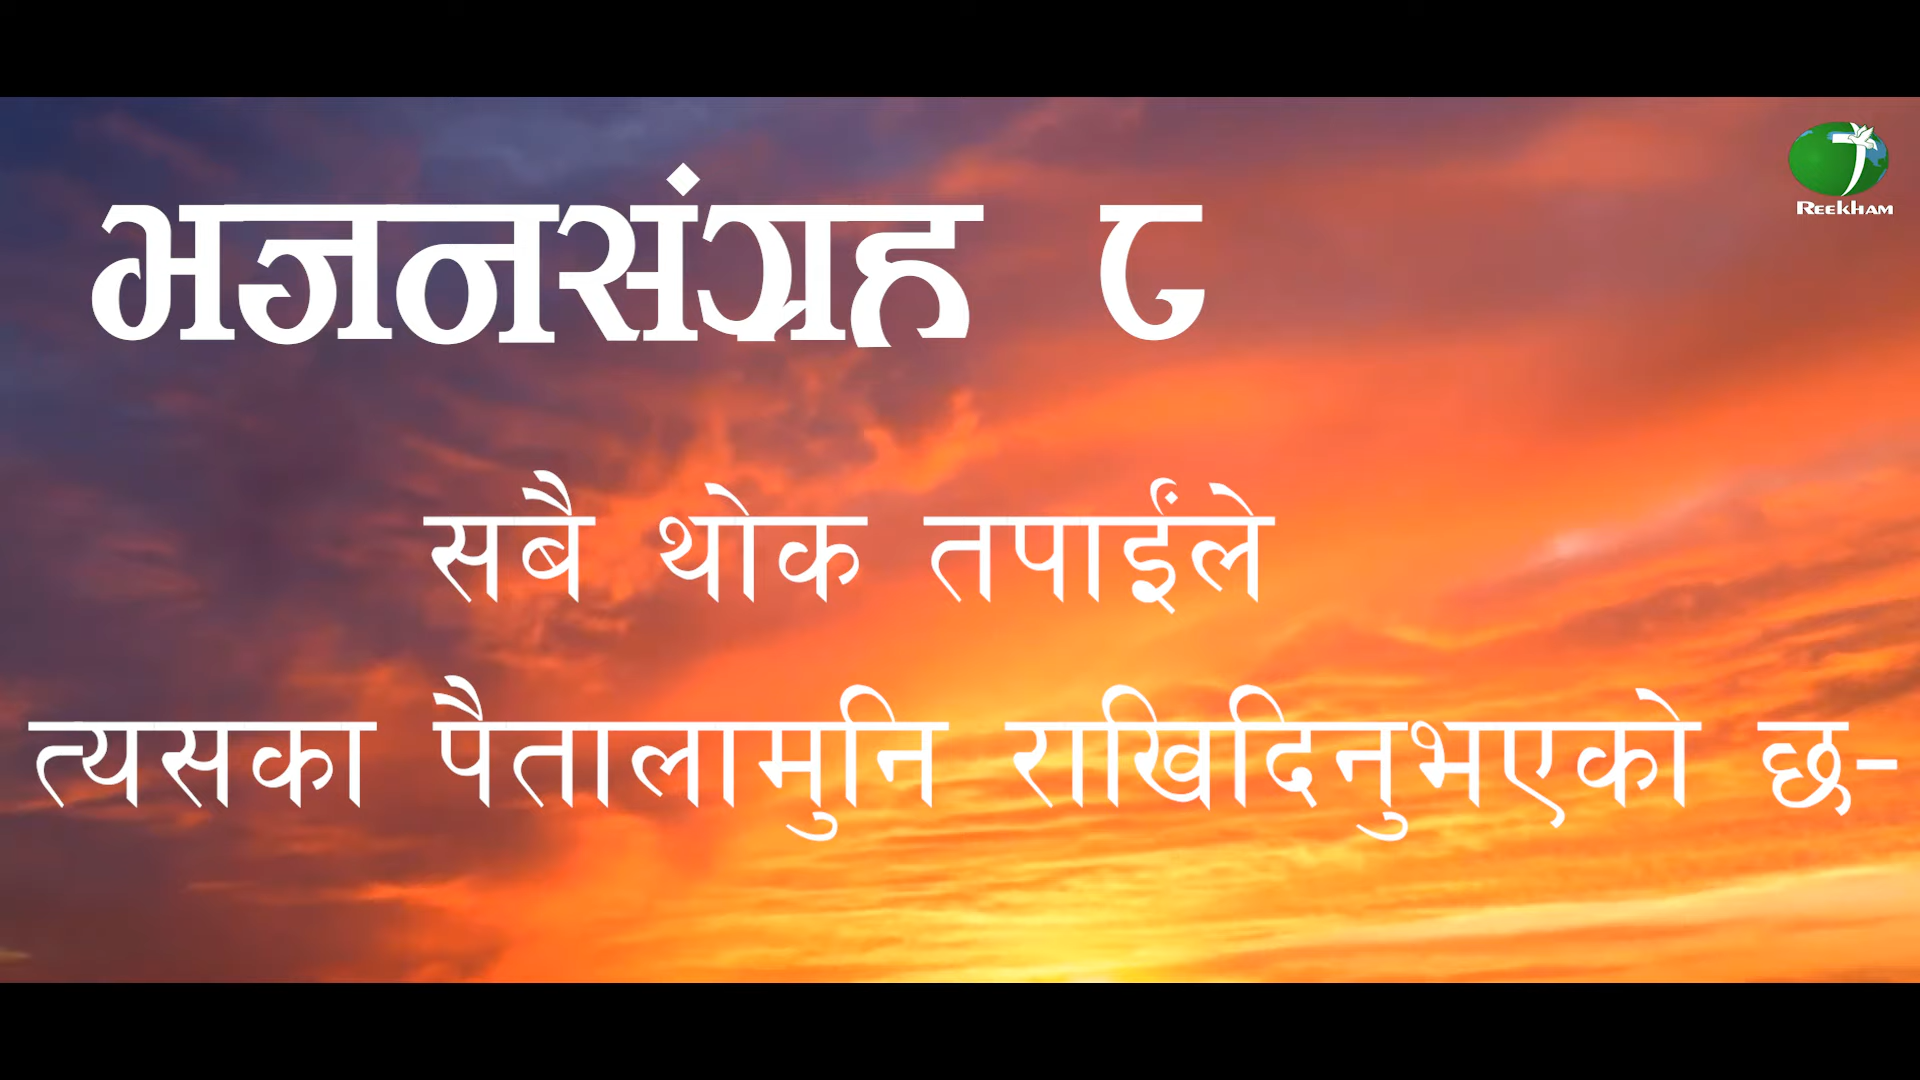 भजनसंग्रह ८
REEKHAM
सबै थोक तपाईंले
त्यसका पैतालामुनि राखिदिनुभएको छ-